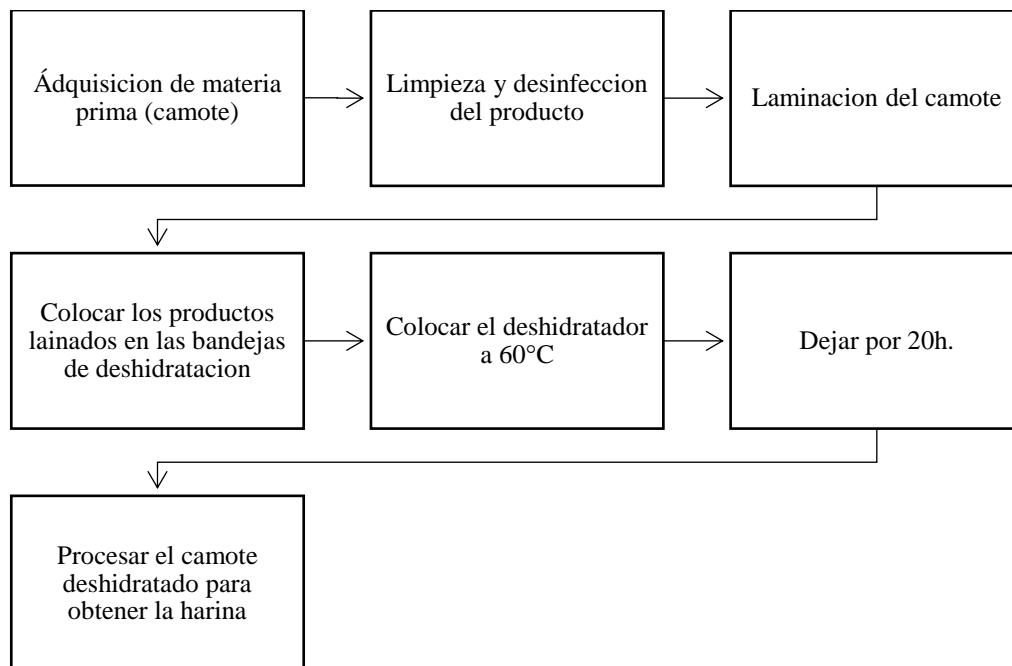 Ádquisicion de materia
prima (camote)
Limpieza y desinfeccion
del producto
Laminacion del camote
Colocar los productos
lainados en las bandejas
de deshidratacion
Colocar el deshidratador
a 60°C
Dejar por 20h.
Procesar el camote
deshidratado para
obtener la harina